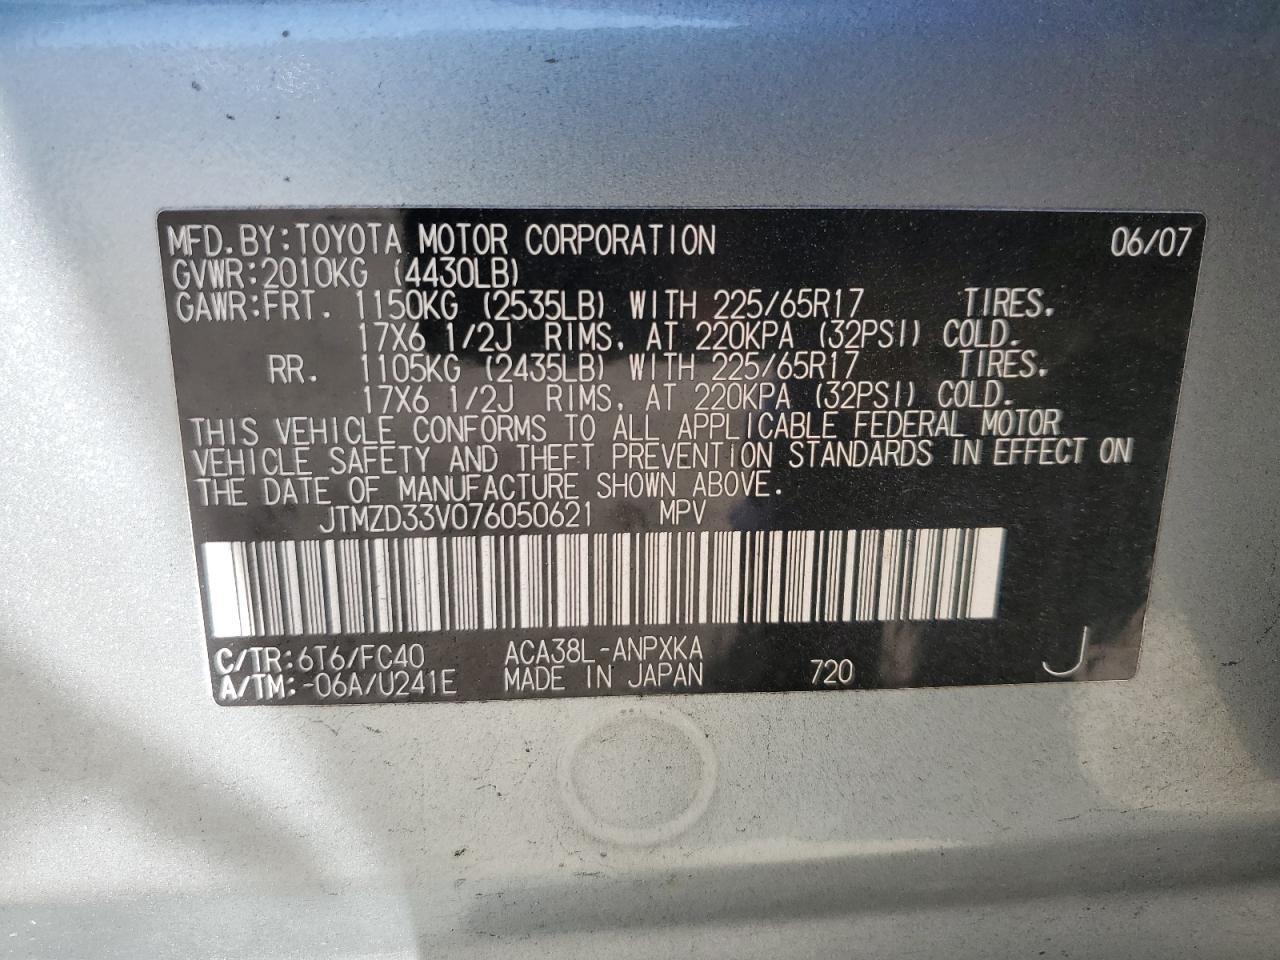 MFD.BY:TOYOTA MOTOR CORPORATION 06/07
GVWR:2010KG (4430LB)
GAWR:FRT. 1150KG (2535LB) WITH 225/65R17 TIRES,
17X6 1/2J RIMS, AT 220KPA (32PSI) COLD.
RR. 1105KG (2435LB) WITH 225/65R17 TIRES,
17X6 1/2J RIMS, AT 220KPA (32PSI) COLD.
THIS VEHICLE CONFORMS TO ALL APPLICABLE FEDERAL MOTOR
VEHICLE SAFETY AND THEFT PREVENTION STANDARDS IN EFFECT ON
THE DATE OF MANUFACTURE SHOWN ABOVE.
JTMZD33V076050621 MPV
C/TR:6T6/FC40 ACA38L-ANPXKA
A/TM:-06A/U241E MADE IN JAPAN 720 J